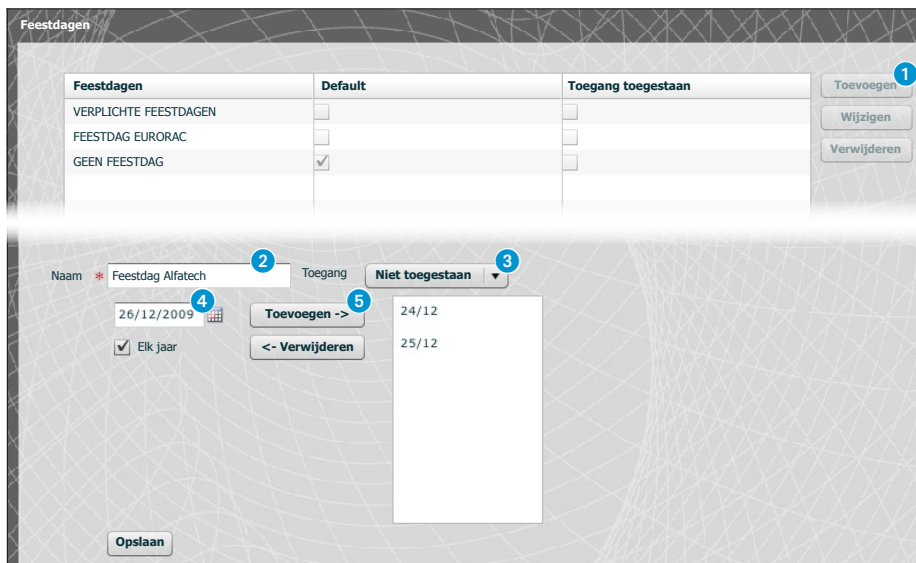 Feestdagen
Feestdagen Default Toegang toegestaan
VERPLICHTE FEESTDAGEN
FEESTDAG EURORAC
GEEN FEESTDAG
Toevoegen 1
Wijzigen
Verwijderen
Naam * Feestdag Alfatech 2 Toegang Niet toegestaan 3
26/12/2009 4 Toevoegen -> 5
Elk jaar <- Verwijderen
24/12
25/12
Opslaan